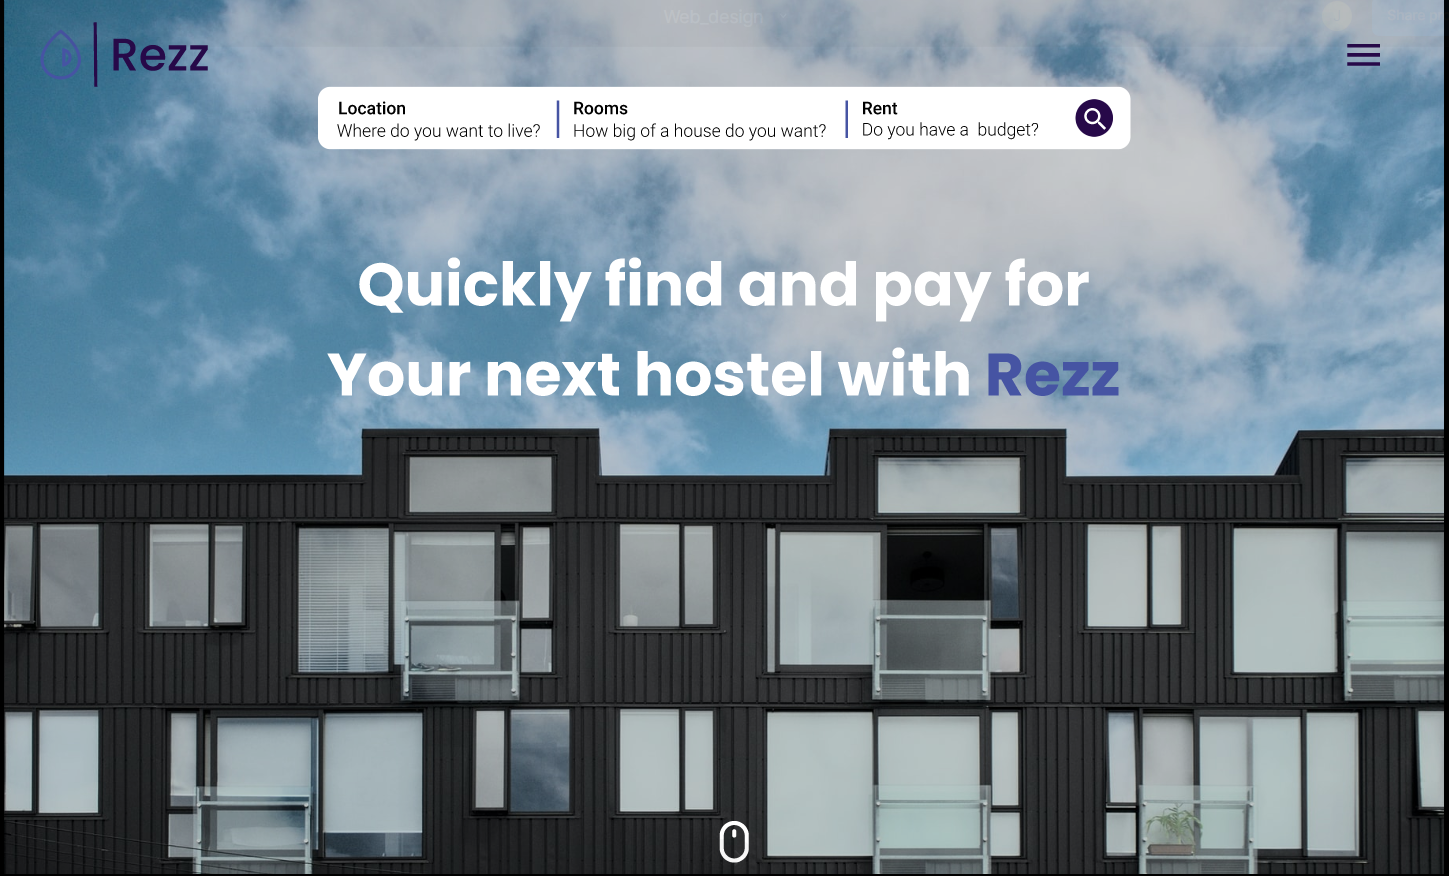 Web_design
Rezz
Location
Where do you want to live?
Rooms
How big of a house do you want?
Rent
Do you have a  budget?
Quickly find and pay for
Your next hostel with Rezz